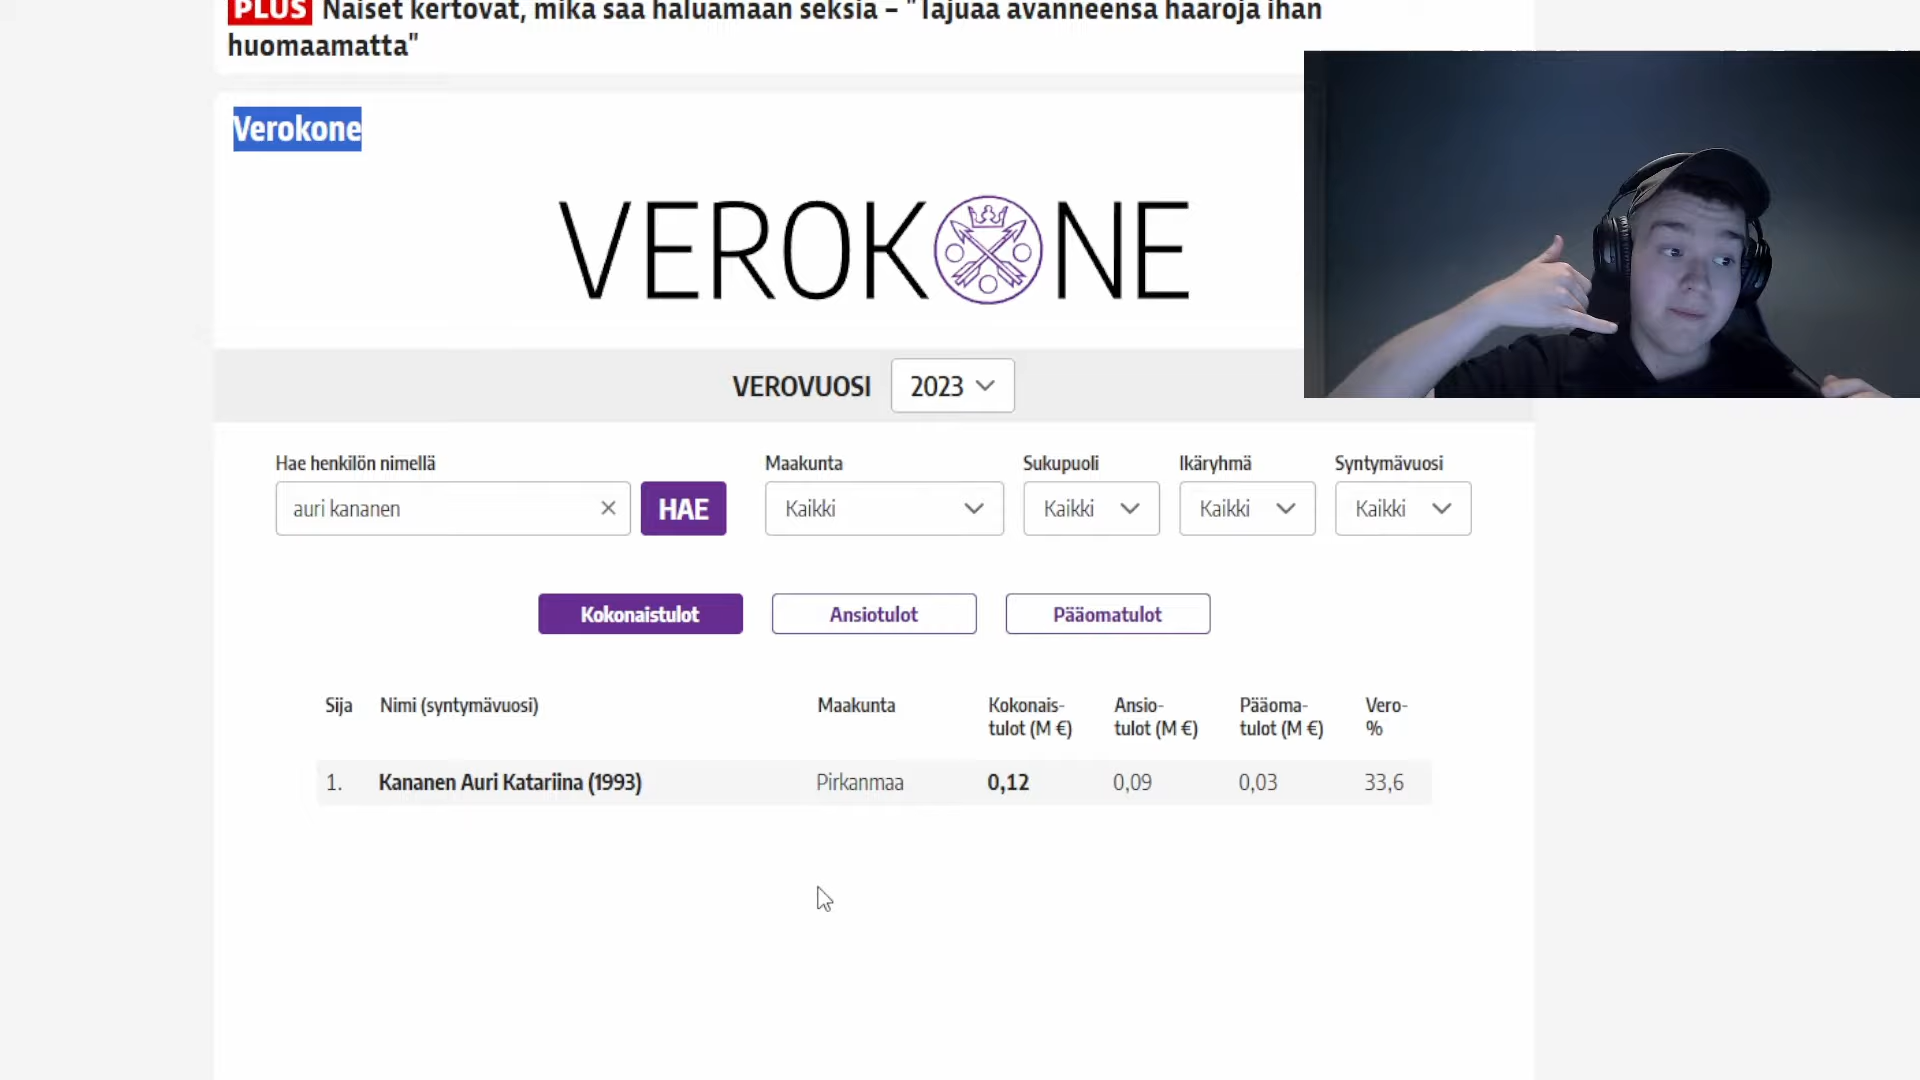 PLUS Naiset kertovat, mikä saa haluamaan seksiä – "Tajuaa avanneensa haaroja ihan
huomaamatta"
Verokone
VEROKONE
VEROVUOSI 2023
Hae henkilön nimellä Maakunta Sukupuoli Ikäryhmä Syntymävuosi
auri kananen HAE Kaikki Kaikki Kaikki Kaikki
Kokonaistulot Ansiotulot Pääomatulot
Sija Nimi (syntymävuosi) Maakunta Kokonais- Ansio- Pääoma- Vero-
tulot (M €) tulot (M €) tulot (M €) %
1. Kananen Auri Katariina (1993) Pirkanmaa 0,12 0,09 0,03 33,6